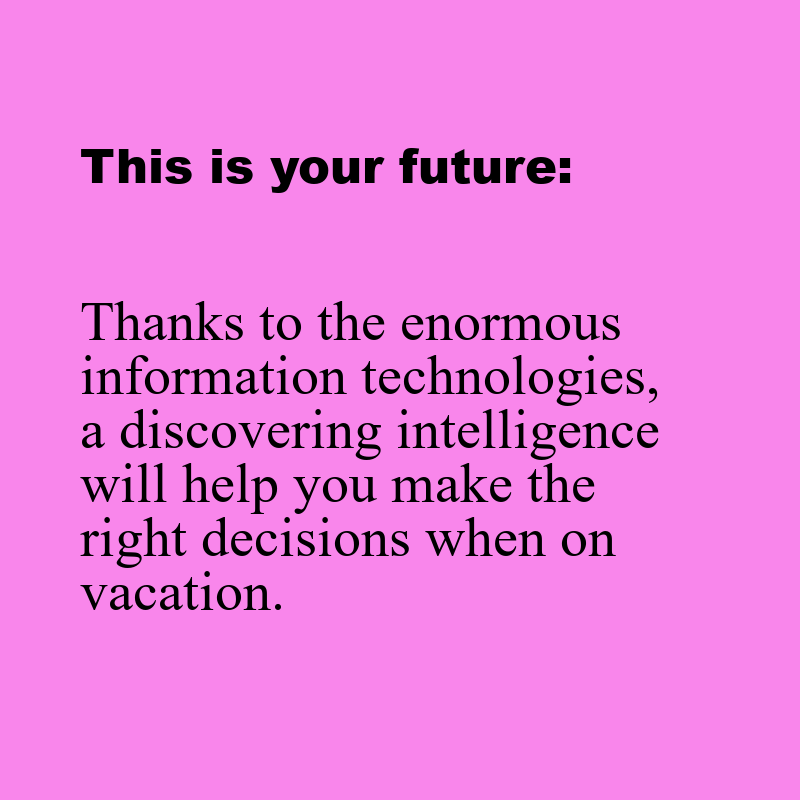 This is your future:
Thanks to the enormous
information technologies,
a discovering intelligence
will help you make the
right decisions when on
vacation.